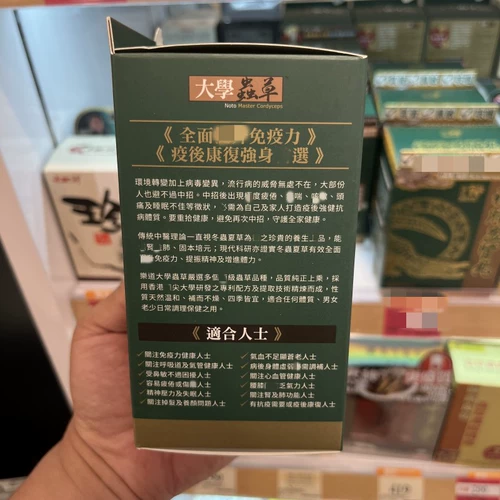 大學蟲草
Noto Master Cordyceps
《 全面 免疫力 》
《 疫後康復強身 選 》
環境轉變加上病毒變異，流行病的威脅無處不在，大部份
人也避不過中招。中招後出現 度疲倦、 喘、 、頭
痛及睡眠不佳等徵狀， 需為自己及家人打造疫後強健抗
病體質。要重拾健康，避免再次中招，守護全家健康。
傳統中醫理論一直視冬蟲夏草為 之珍貴的養生 品，能
腎 肺、固本培元；現代科研亦證實冬蟲夏草有效全面
免疫力、提振精神及增進體力。
樂道大學蟲草嚴選多個 級蟲草品種，品質純正上乘，採
用香港 尖大學研發之專利配方及提取技術精煉而成，性
質天然溫和、補而不燥、四季皆宜，適合任何體質、男女
老少日常調理保健之用。
《 適合人士 》
✓ 關注免疫力健康人士
✓ 關注呼吸道及氣管健康人士
✓ 受鼻敏不適困擾人士
✓ 容易疲倦或傷 人士
✓ 精神壓力及失眠人士
✓ 關注掉髮及養顏問題人士
✓ 氣血不足顯蒼老人士
✓ 病後身體虛弱 需調補人士
✓ 關注心血管健康人士
✓ 腰膝 乏氣力人士
✓ 關注腎及肺功能人士
✓ 有抗疫需要或疫後康復人士